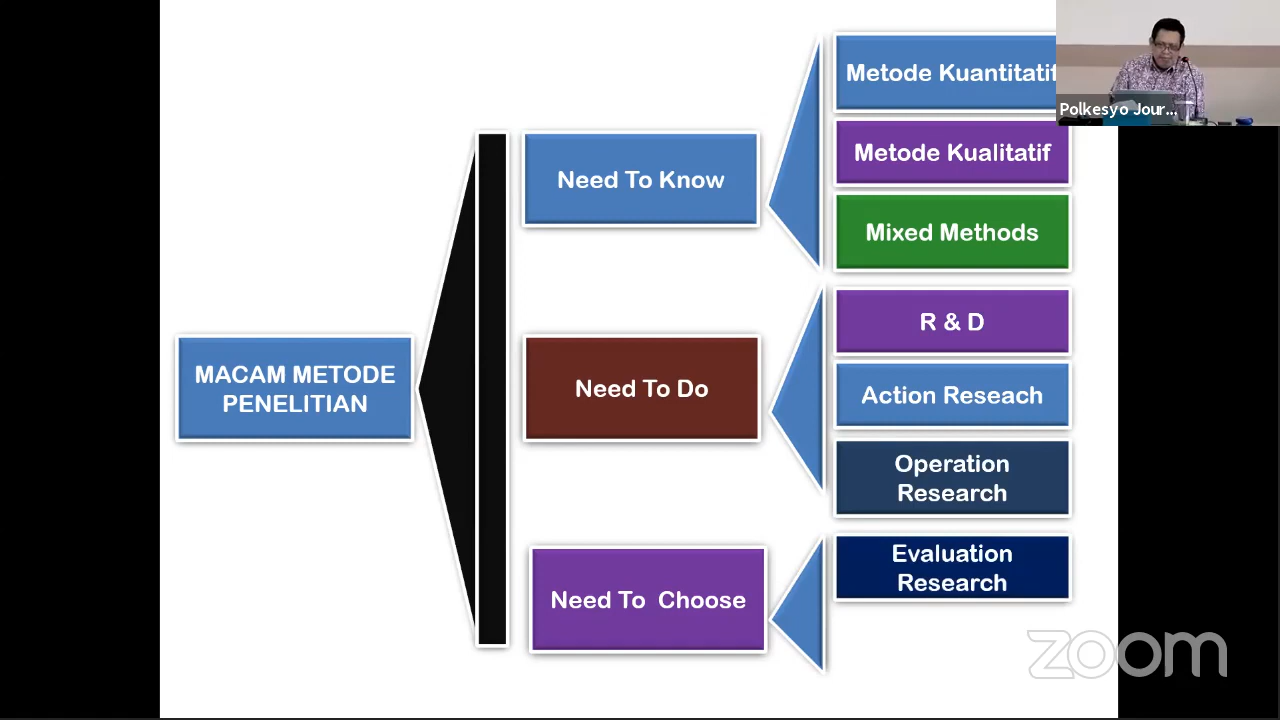 Metode Kuantitatif
Polkesyo Jour...
Metode Kualitatif
Need To Know
Mixed Methods
R & D
MACAM METODE
PENELITIAN
Need To Do
Action Reseach
Operation
Research
Need To Choose
Evaluation
Research
zoom